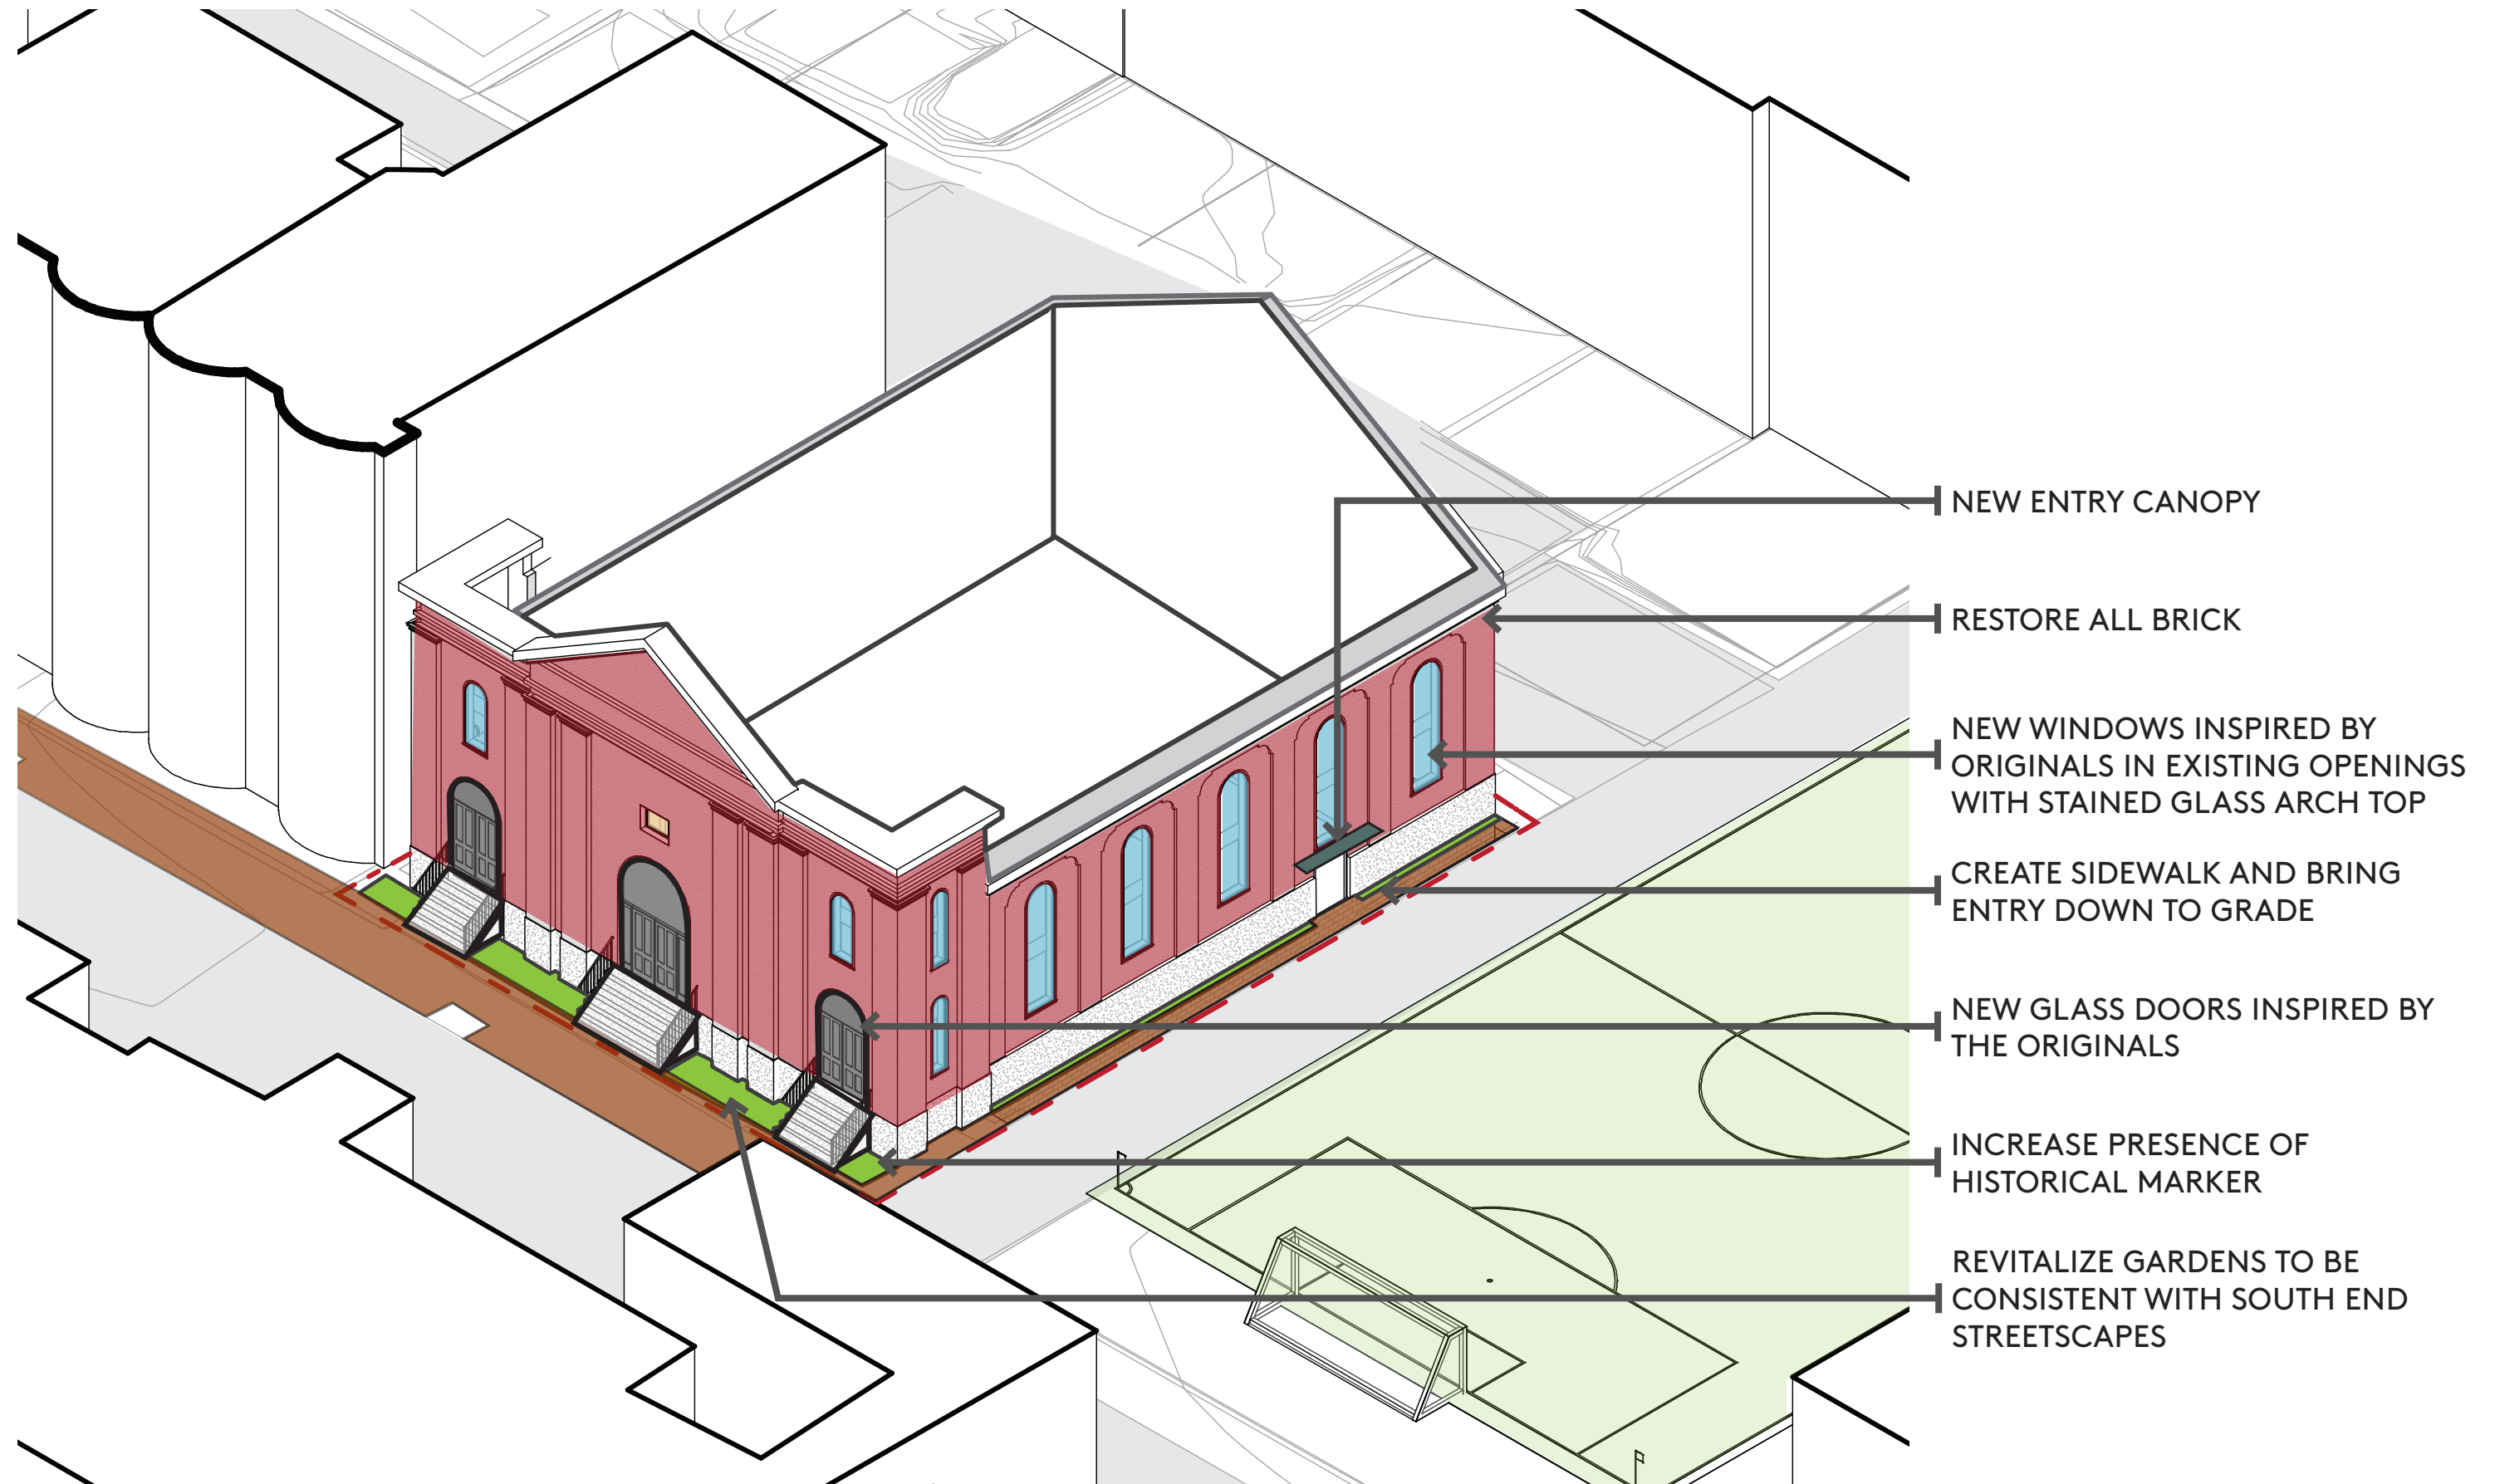 NEW ENTRY CANOPY
RESTORE ALL BRICK
NEW WINDOWS INSPIRED BY
ORIGINALS IN EXISTING OPENINGS
WITH STAINED GLASS ARCH TOP
CREATE SIDEWALK AND BRING
ENTRY DOWN TO GRADE
NEW GLASS DOORS INSPIRED BY
THE ORIGINALS
INCREASE PRESENCE OF
HISTORICAL MARKER
REVITALIZE GARDENS TO BE
CONSISTENT WITH SOUTH END
STREETSCAPES